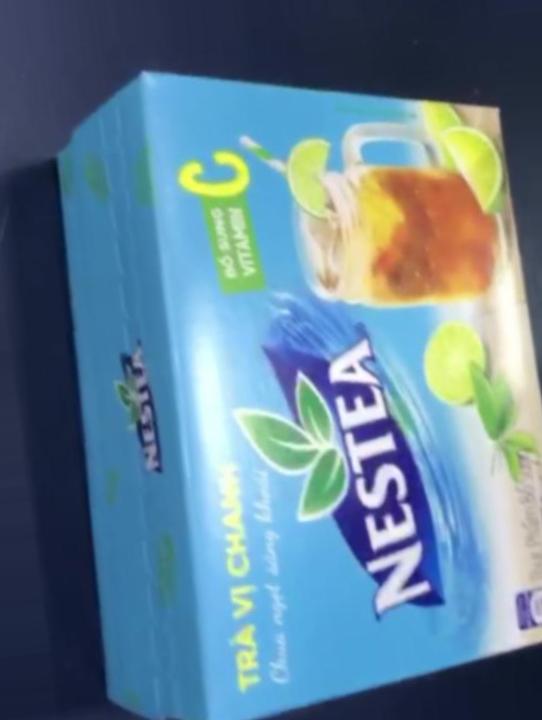 TRÀ VỊ CHANH
Chua ngọt sảng khoái
BỔ SUNG
VITAMIN
C
NESTEA
NESTEA